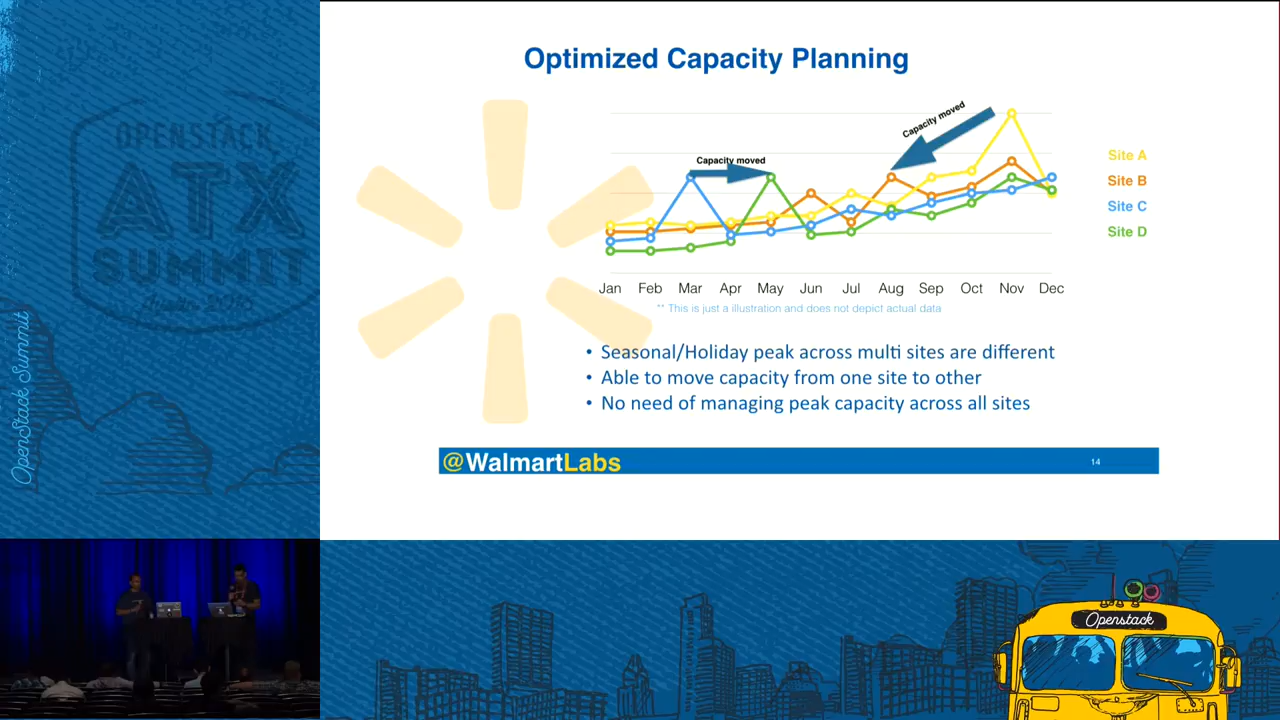 Optimized Capacity Planning
Capacity moved
Capacity moved
Site A
Site B
Site C
Site D
Jan Feb Mar Apr May Jun Jul Aug Sep Oct Nov Dec
** This is just a illustration and does not depict actual data
• Seasonal/Holiday peak across multi sites are different
• Able to move capacity from one site to other
• No need of managing peak capacity across all sites
@WalmartLabs
14
OPENSTACK
ATX
SUMMIT
OpenStack Summit
Openstack